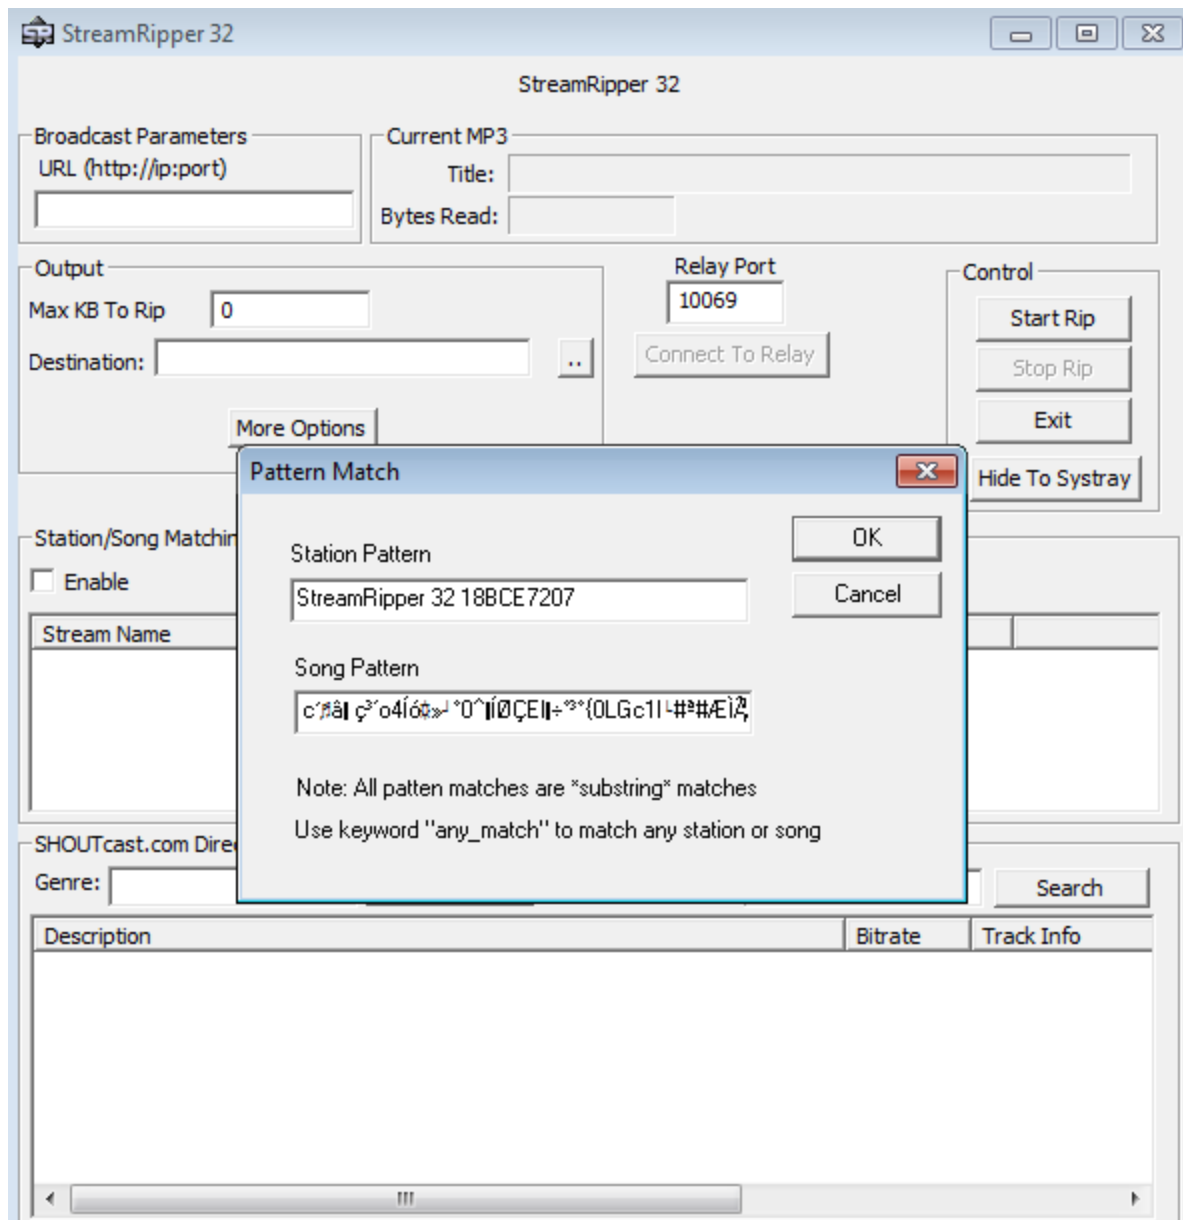 StreamRipper 32
StreamRipper 32
Broadcast Parameters
URL (http://ip:port)
Current MP3
Title:
Bytes Read:
Output
Max KB To Rip
0
Destination:
..
More Options
Relay Port
10069
Connect To Relay
Control
Start Rip
Stop Rip
Exit
Hide To Systray
Station/Song Matchin
Enable
Stream Name
Pattern Match
Station Pattern
StreamRipper 32 18BCE7207
Song Pattern
OK
Cancel
Note: All patten matches are *substring* matches
Use keyword "any_match" to match any station or song
SHOUTcast.com Dire
Genre:
Search
Description
Bitrate
Track Info